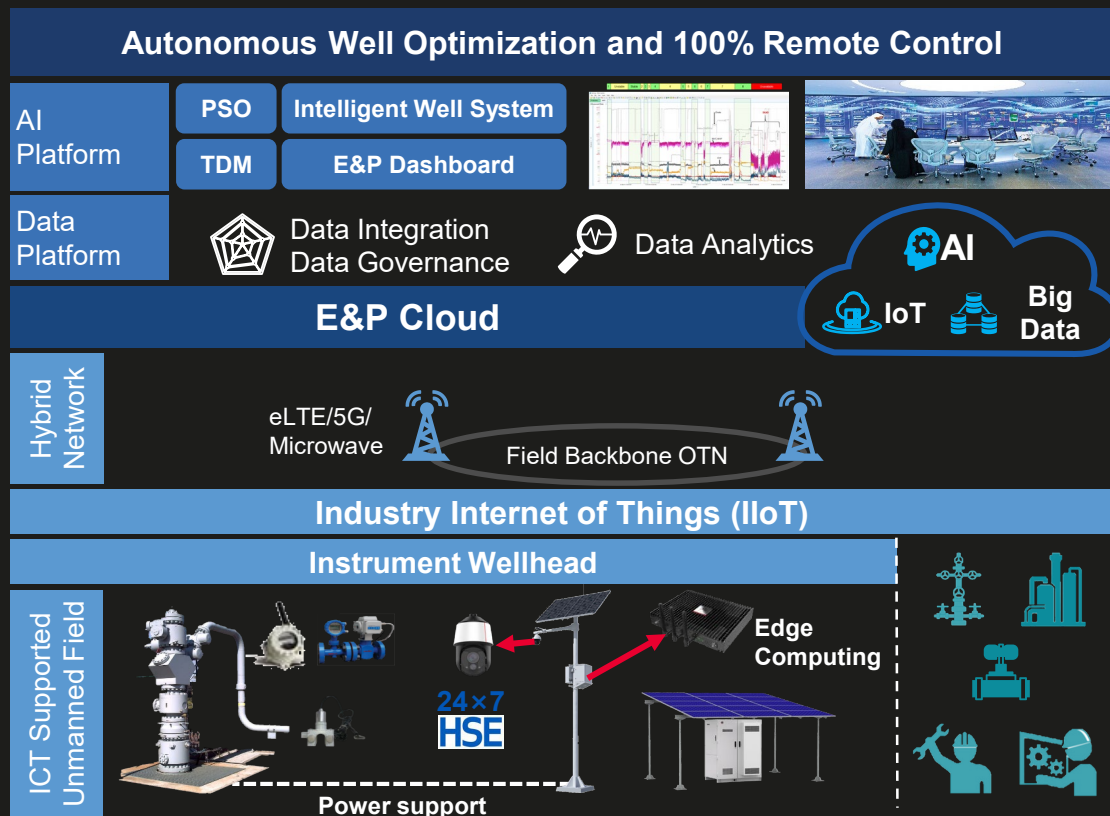 Autonomous Well Optimization and 100% Remote Control
AI
Platform
PSO
Intelligent Well System
TDM
E&P Dashboard
Data
Platform
Data Integration
Data Governance
Data Analytics
AI
IoT
Big
Data
E&P Cloud
Hybrid
Network
eLTE/5G/
Microwave
Field Backbone OTN
Industry Internet of Things (IIoT)
Instrument Wellhead
ICT Supported
Unmanned Field
24×7
HSE
Edge
Computing
Power support